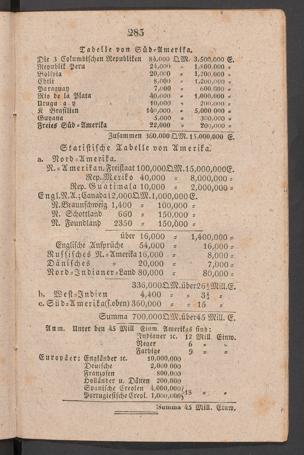 285
Tabelle von Süd-Amerika.
Die 3 Columbischen Republiken 84,000 Q.M. 3,500,000 E.
Republik Peru 24,000 » 1,800,000 »
Bolivia 20,000 » 1,200,000 »
Chile 8,000 » 1,200,000 »
Paraguay 7,000 » 600,000 »
Rio de la Plata 40,000 » 1,000,000 »
Urugu a y 10,000 » 200,000 »
K Brasilien 140,000 » 5,000,000 »
Guyana 5,000 » 300,000 »
Freies Süd-Amerika 22,000 » 200,000 »
Zusammen 360,000 Q.M. 15,000,000 E.
Statistische Tabelle von Amerika.
a. Nord-Amerika.
N.-Amerikan. Freistaat 100,000 Q.M. 15,000,000 E.
Rep. Mexiko 40,000 » 8,000,000 »
Rep. Guatimala 10,000 » 2,000,000 »
Engl. N.A.; Canada 12,000 Q.M. 1,000,000 E.
N. Braunschweig 1,400 » 100,000 »
N. Schottland 660 » 150,000 »
N. Foundland 2350 » 150,000 »
über 16,000 » 1,400,000 »
Englische Ansprüche 54,000 » 16,000 »
Russisches N.-Amerika 16,000 » 8,000 »
Dänisches » 20,000 » 7,000 »
Nord-Indianer-Land 80,000 » 80,000 »
336,000 Q.M. über 26½ Mill. E.
b. West-Indien 4,400 » 3½ »
c. Süd-Amerika (s. oben) 360,000 » 15 »
Summa 700,000 Q.M. über 45 Mill. E.
Anm. Unter den 45 Mill. Einw. Amerikas sind:
Indianer ꝛc. 12 Mill. Einw.
Neger 6 » »
Farbige 9 » »
Europäer: Engländer ꝛc. 10,000,000
Deutsche 2,000,000
Franzosen 800,000
Holländer u. Dänen 200,000
Spanische Creolen 4,000,000
Portugiesische Creol. 1,000,000 18 » »
Summa 45 Mill. Einw.